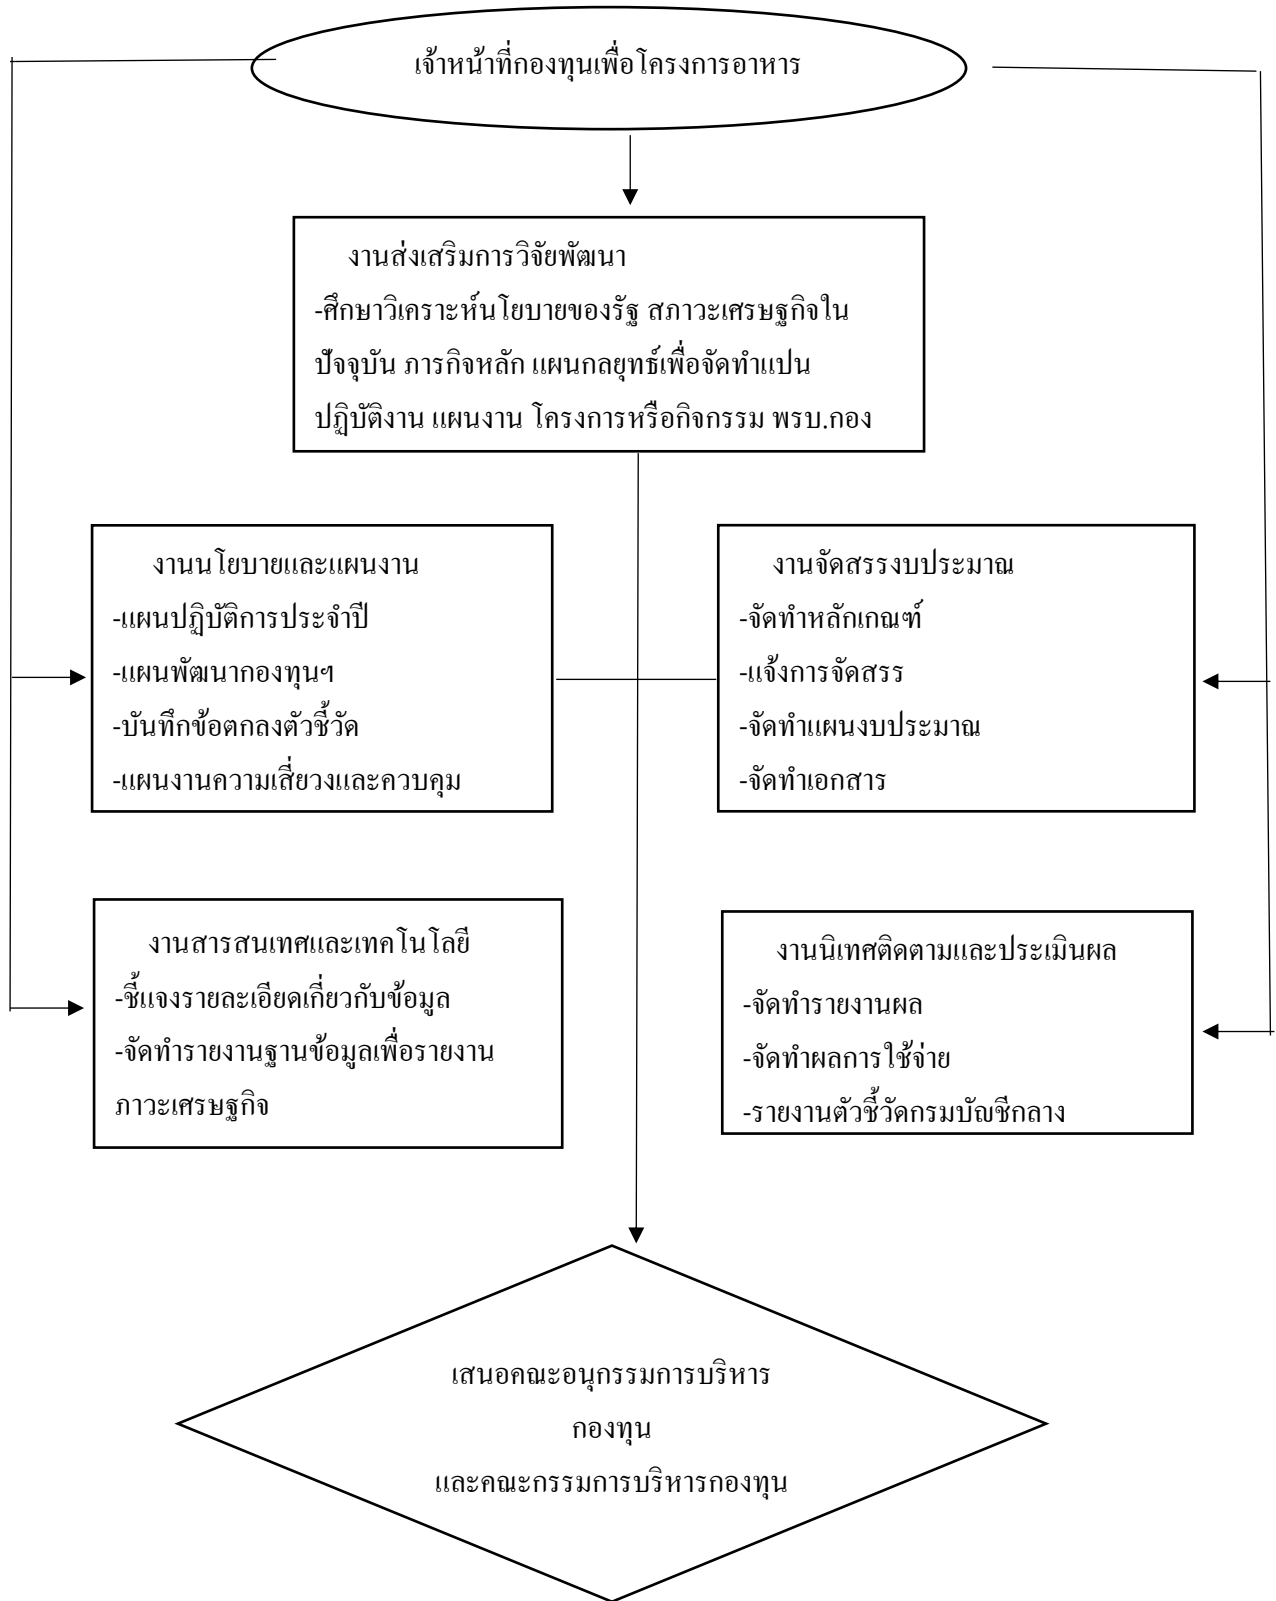 เจ้าหน้าที่กองทุนเพื่อโครงการอาหาร
งานส่งเสริมการวิจัยพัฒนา
-ศึกษาวิเคราะห์นโยบายของรัฐ สภาวะเศรษฐกิจใน
ปัจจุบัน ภารกิจหลัก แผนกลยุทธ์เพื่อจัดทำแปน
ปฏิบัติงาน แผนงาน โครงการหรือกิจกรรม พรบ.กอง
งานนโยบายและแผนงาน
-แผนปฏิบัติการประจำปี
-แผนพัฒนากองทุนฯ
-บันทึกข้อตกลงตัวชี้วัด
-แผนงานความเสี่ยวงและควบคุม
งานจัดสรรงบประมาณ
-จัดทำหลักเกณฑ์
-แจ้งการจัดสรร
-จัดทำแผนงบประมาณ
-จัดทำเอกสาร
งานสารสนเทศและเทคโนโลยี
-ชี้แจงรายละเอียดเกี่ยวกับข้อมูล
-จัดทำรายงานฐานข้อมูลเพื่อรายงาน
ภาวะเศรษฐกิจ
งานนิเทศติดตามและประเมินผล
-จัดทำรายงานผล
-จัดทำผลการใช้จ่าย
-รายงานตัวชี้วัดกรมบัญชีกลาง
เสนอคณะอนุกรรมการบริหาร
กองทุน
และคณะกรรมการบริหารกองทุน